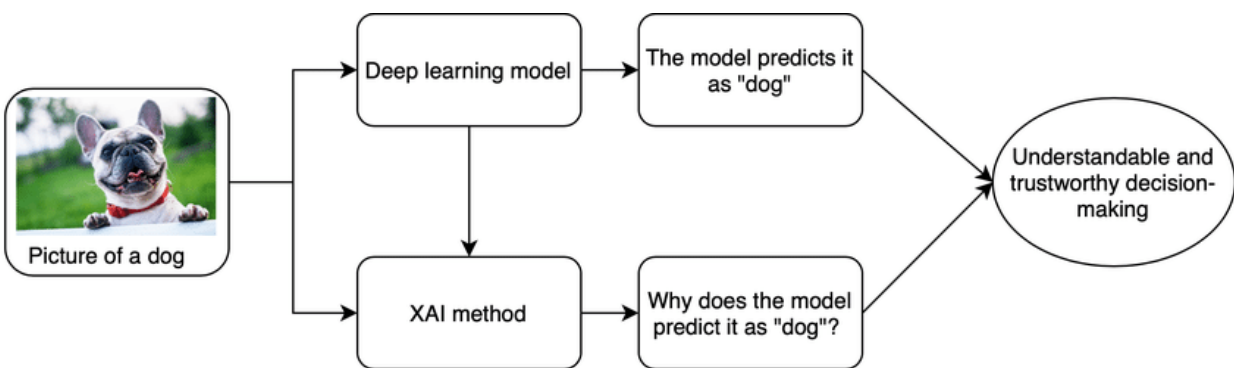 Picture of a dog
Deep learning model
The model predicts it
as "dog"
XAI method
Why does the model
predict it as "dog"?
Understandable and
trustworthy decision-
making